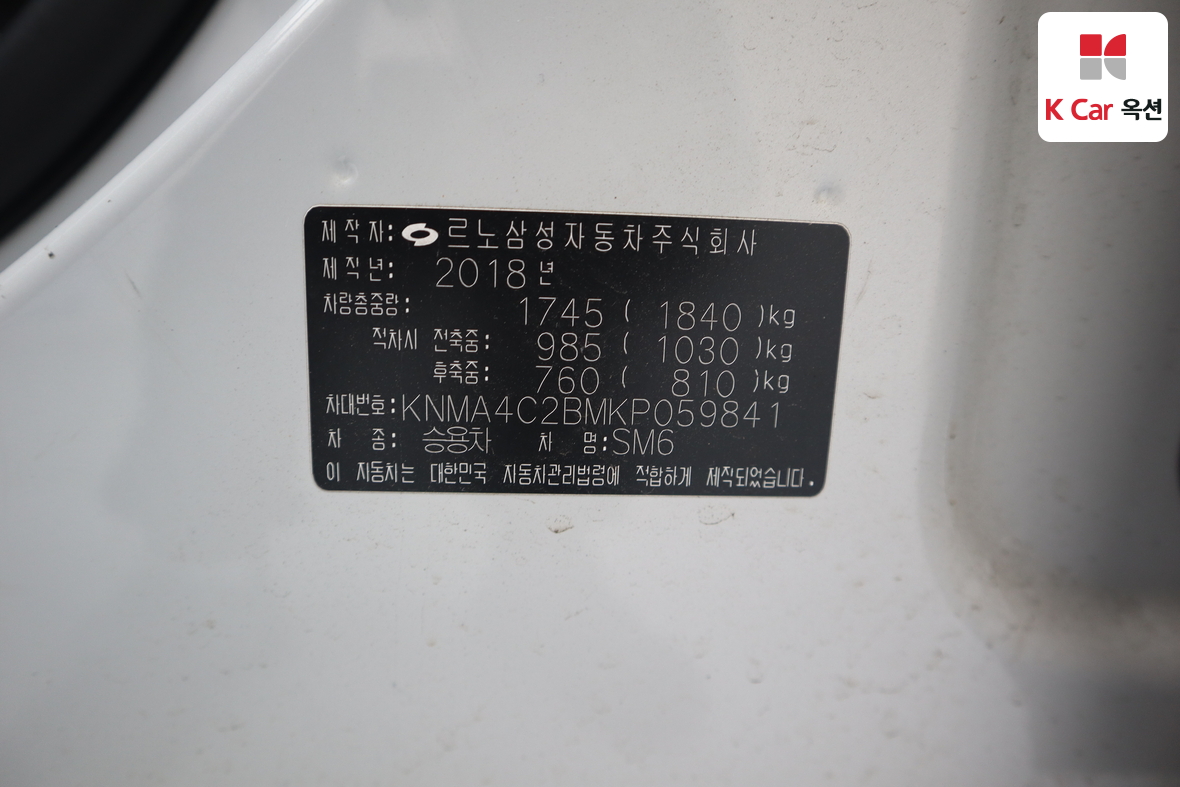 K Car 옥션
제 작 자: 르노삼성자동차주식회사
제 작 년: 2018 년
차량총중량: 1745 ( 1840 )kg
적차시 전축중: 985 ( 1030 )kg
후축중: 760 ( 810 )kg
차대번호: KNMA4C2BMKP059841
차 종: 승용차 차 명: SM6
이 자동차는 대한민국 자동차관리법령에 적합하게 제작되었습니다.